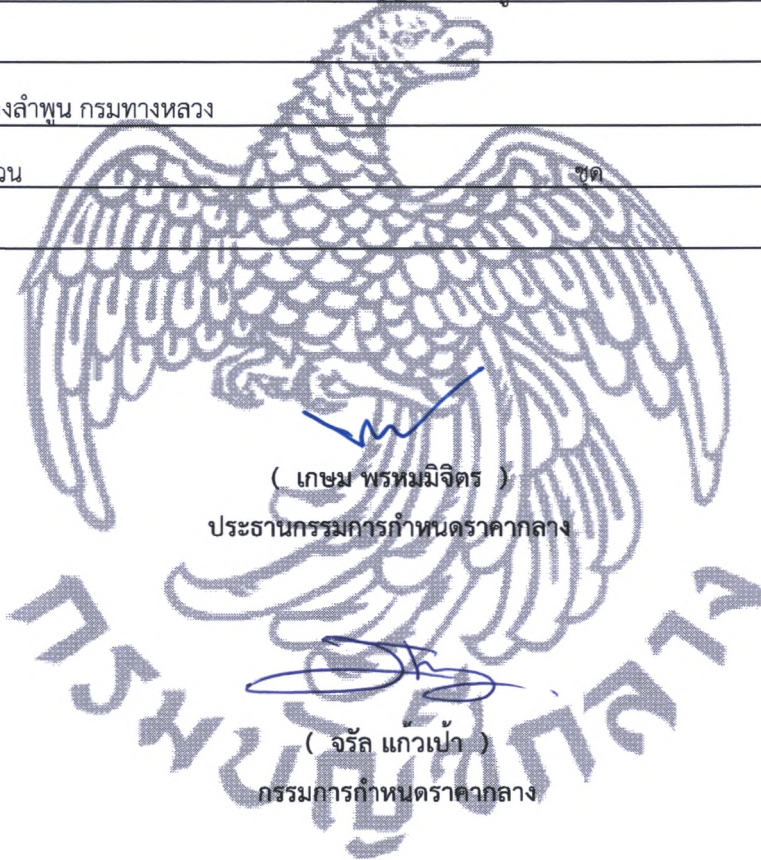 งลำพูน กรมทางหลวง
วน ชุด
( เกษม พรหมมิจิตร )
ประธานกรรมการกำหนดราคากลาง
( จรัล แก้วเป้า )
กรรมการกำหนดราคากลาง
กรมบัญชีกลาง